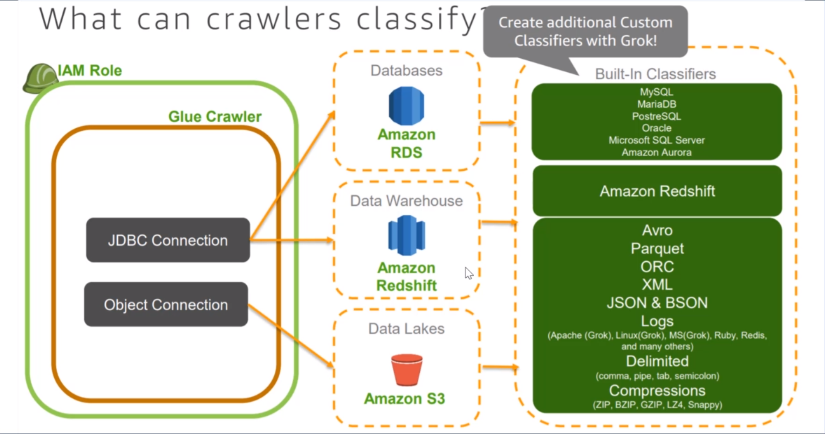 What can crawlers classify?
Create additional Custom
Classifiers with Grok!
IAM Role
Glue Crawler
JDBC Connection
Object Connection
Databases
Amazon
RDS
Data Warehouse
Amazon
Redshift
Data Lakes
Amazon S3
Built-In Classifiers
MySQL
MariaDB
PostreSQL
Oracle
Microsoft SQL Server
Amazon Aurora
Amazon Redshift
Avro
Parquet
ORC
XML
JSON & BSON
Logs
(Apache (Grok), Linux(Grok), MS(Grok), Ruby, Redis,
and many others)
Delimited
(comma, pipe, tab, semicolon)
Compressions
(ZIP, BZIP, GZIP, LZ4, Snappy)